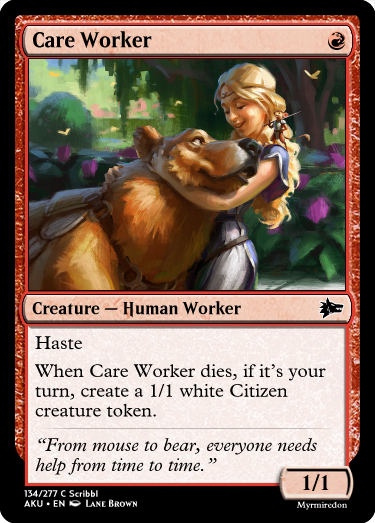 Care Worker
Creature — Human Worker
Haste
When Care Worker dies, if it's your
turn, create a 1/1 white Citizen
creature token.
“From mouse to bear, everyone needs
help from time to time.”
1/1
134/277 C Scribbl
AKU • EN LANE BROWN
Myrmiredon